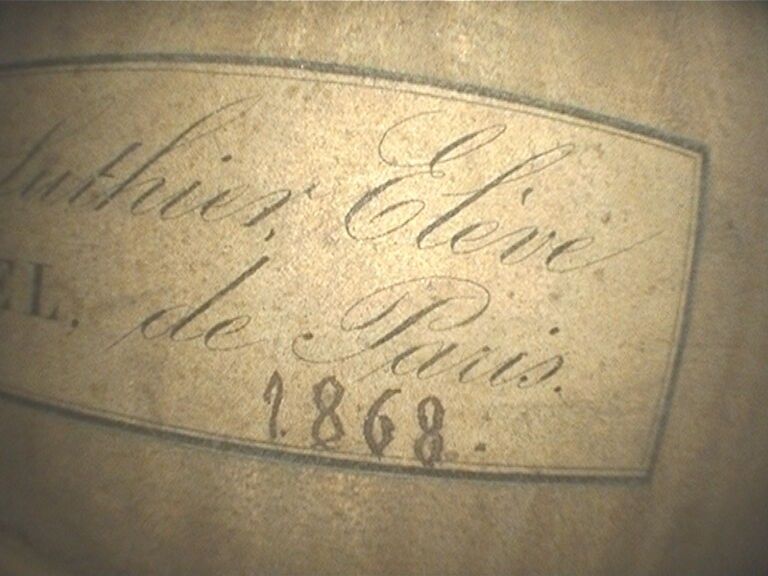 Luthier, Elève
EL, de Paris.
1868.